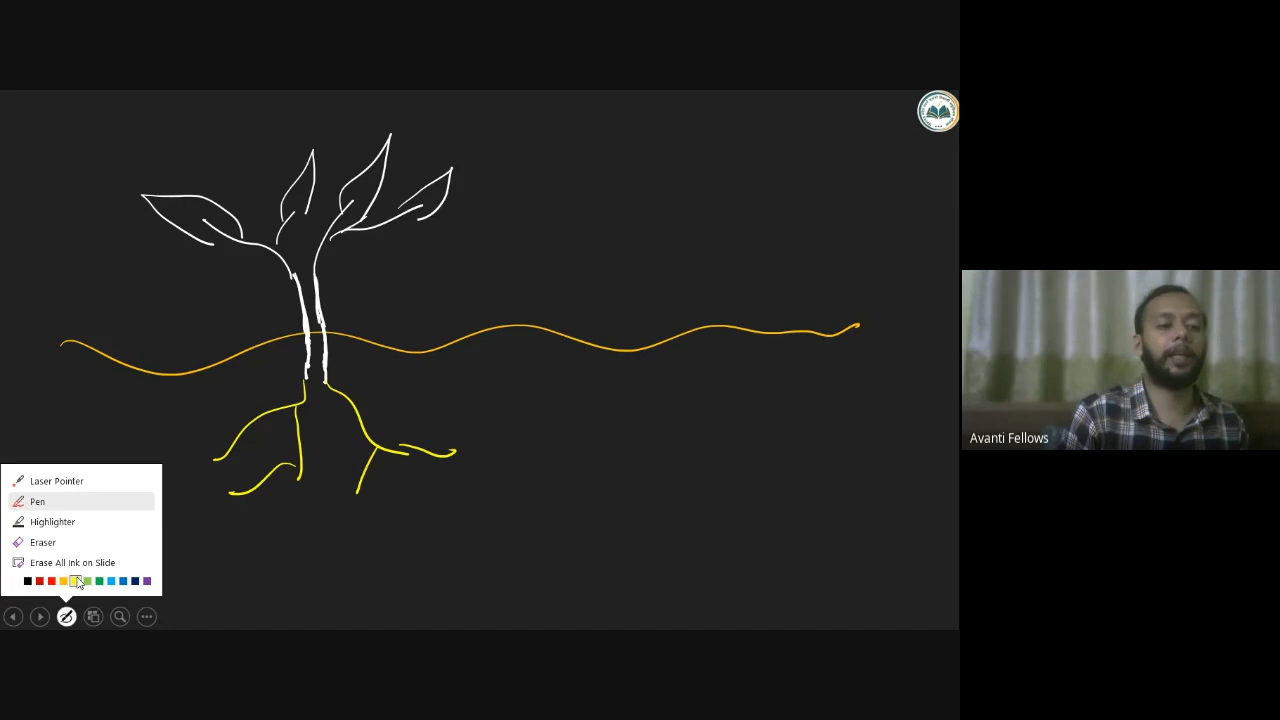 Laser Pointer
Pen
Highlighter
Eraser
Erase All Ink on Slide
Avanti Fellows